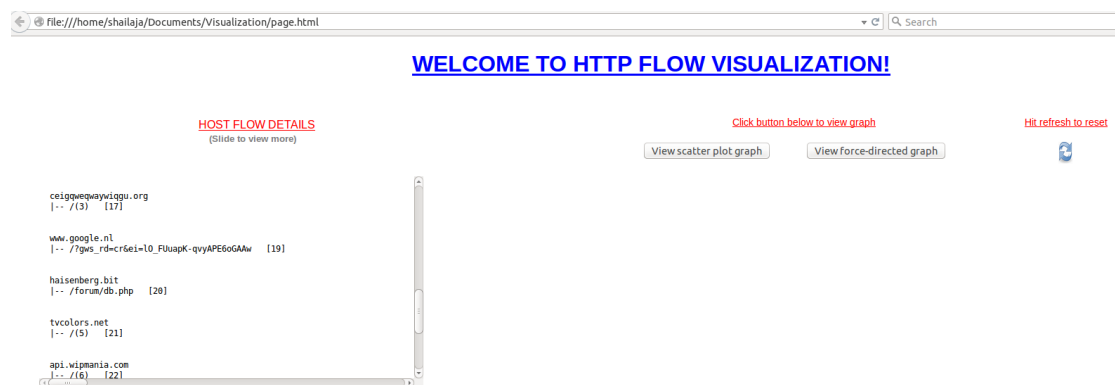 file:///home/shailaja/Documents/Visualization/page.html
Search
WELCOME TO HTTP FLOW VISUALIZATION!
HOST FLOW DETAILS
(Slide to view more)
Click button below to view graph
Hit refresh to reset
View scatter plot graph
View force-directed graph
ceigqweqwaywiqgu.org
|-- /(3) [17]
www.google.nl
|-- /?gws_rd=cr&ei=lO_FUuapK-qvyAPE6oGAAw [19]
haisenberg.bit
|-- /forum/db.php [20]
tvcolors.net
|-- /(5) [21]
api.wipmania.com
|-- /(6) [22]